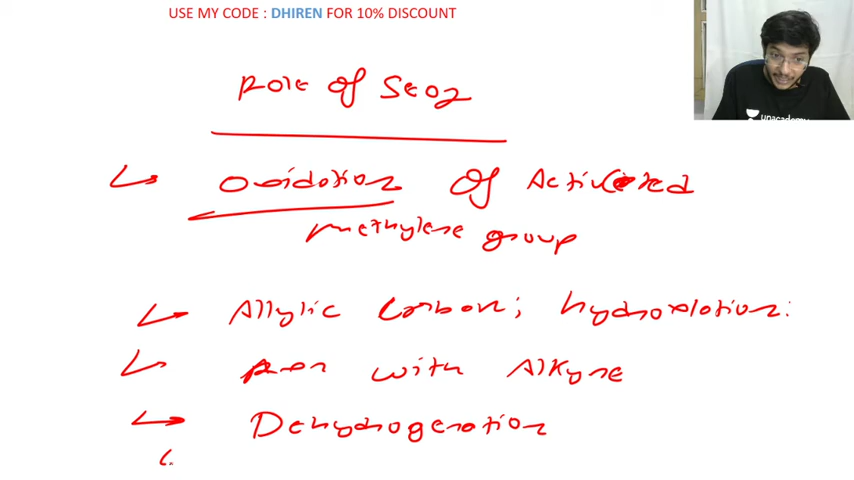 USE MY CODE : DHIREN FOR 10% DISCOUNT
Role Of SeO2
Oxidation Of Activated
methylene group
Allylic Carbon; hydroxylation:
with Alkyne
Dehydrogenation
unacademy